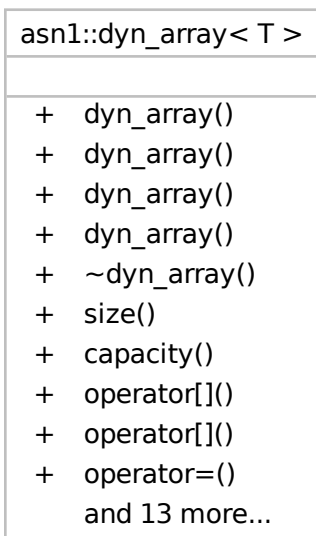 asn1::dyn_array< T >
+ dyn_array()
+ dyn_array()
+ dyn_array()
+ dyn_array()
+ ~dyn_array()
+ size()
+ capacity()
+ operator[]()
+ operator[]()
+ operator=()
and 13 more...